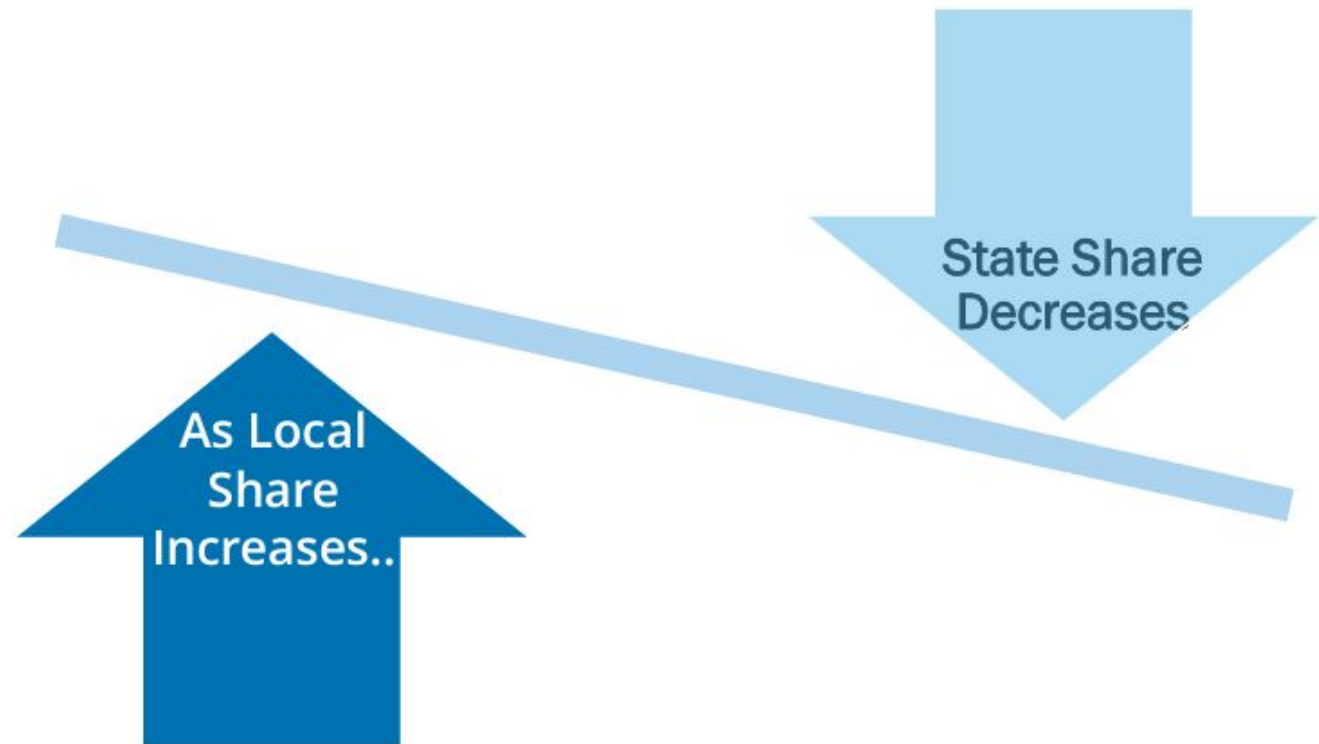 As Local
Share
Increases..
State Share
Decreases